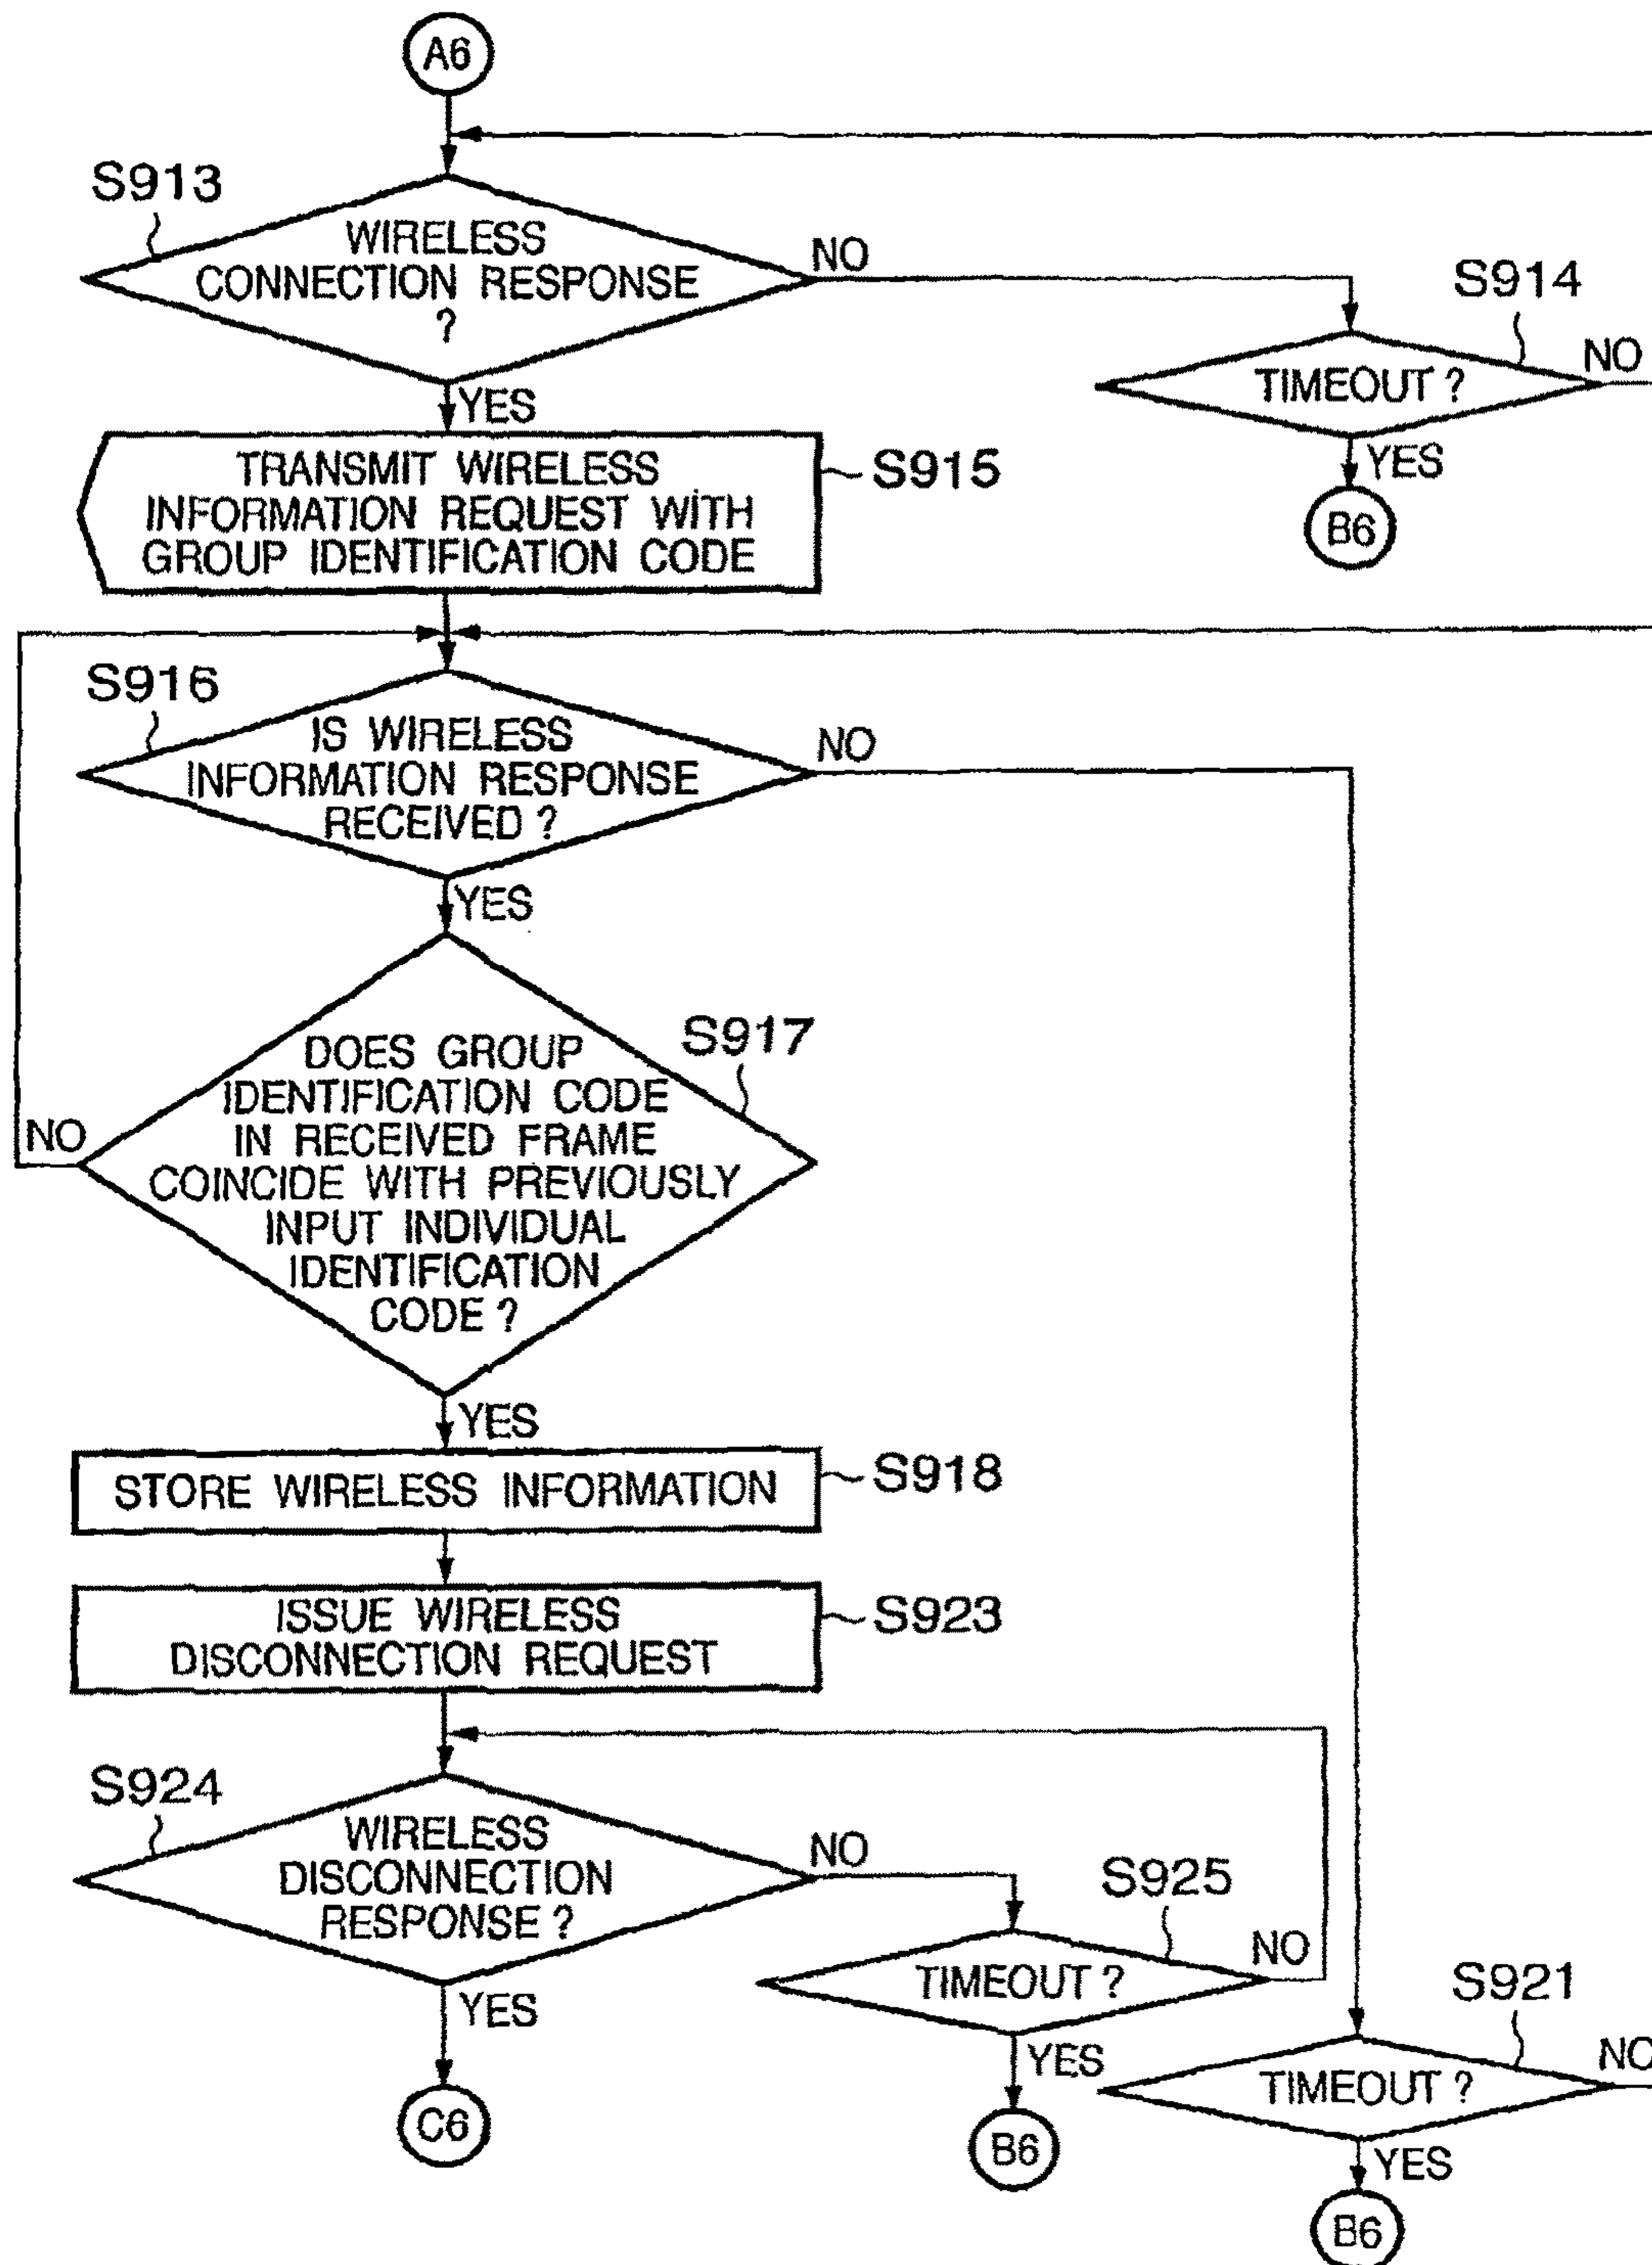 A6
S913
WIRELESS
CONNECTION RESPONSE
?
NO
S914
TIMEOUT ?
NO
YES
B6
YES
TRANSMIT WIRELESS
INFORMATION REQUEST WITH
GROUP IDENTIFICATION CODE
S915
S916
IS WIRELESS
INFORMATION RESPONSE
RECEIVED ?
NO
YES
S917
DOES GROUP
IDENTIFICATION CODE
IN RECEIVED FRAME
COINCIDE WITH PREVIOUSLY
INPUT INDIVIDUAL
IDENTIFICATION
CODE ?
NO
YES
STORE WIRELESS INFORMATION
S918
ISSUE WIRELESS
DISCONNECTION REQUEST
S923
S924
WIRELESS
DISCONNECTION
RESPONSE ?
NO
YES
C6
S925
TIMEOUT ?
NO
YES
B6
S921
TIMEOUT ?
NO
YES
B6